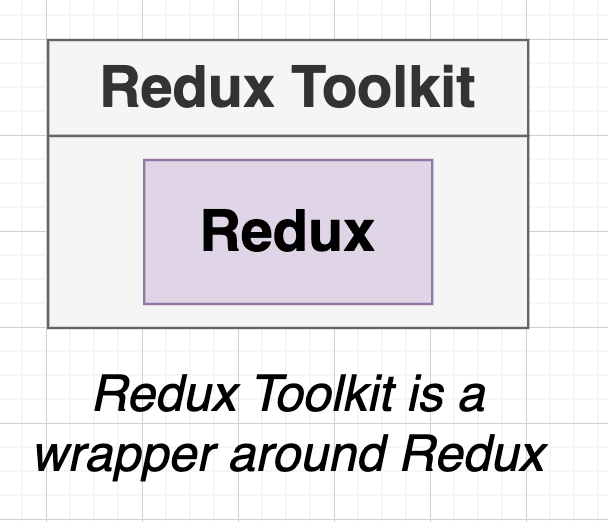 Redux Toolkit
Redux
Redux Toolkit is a
wrapper around Redux